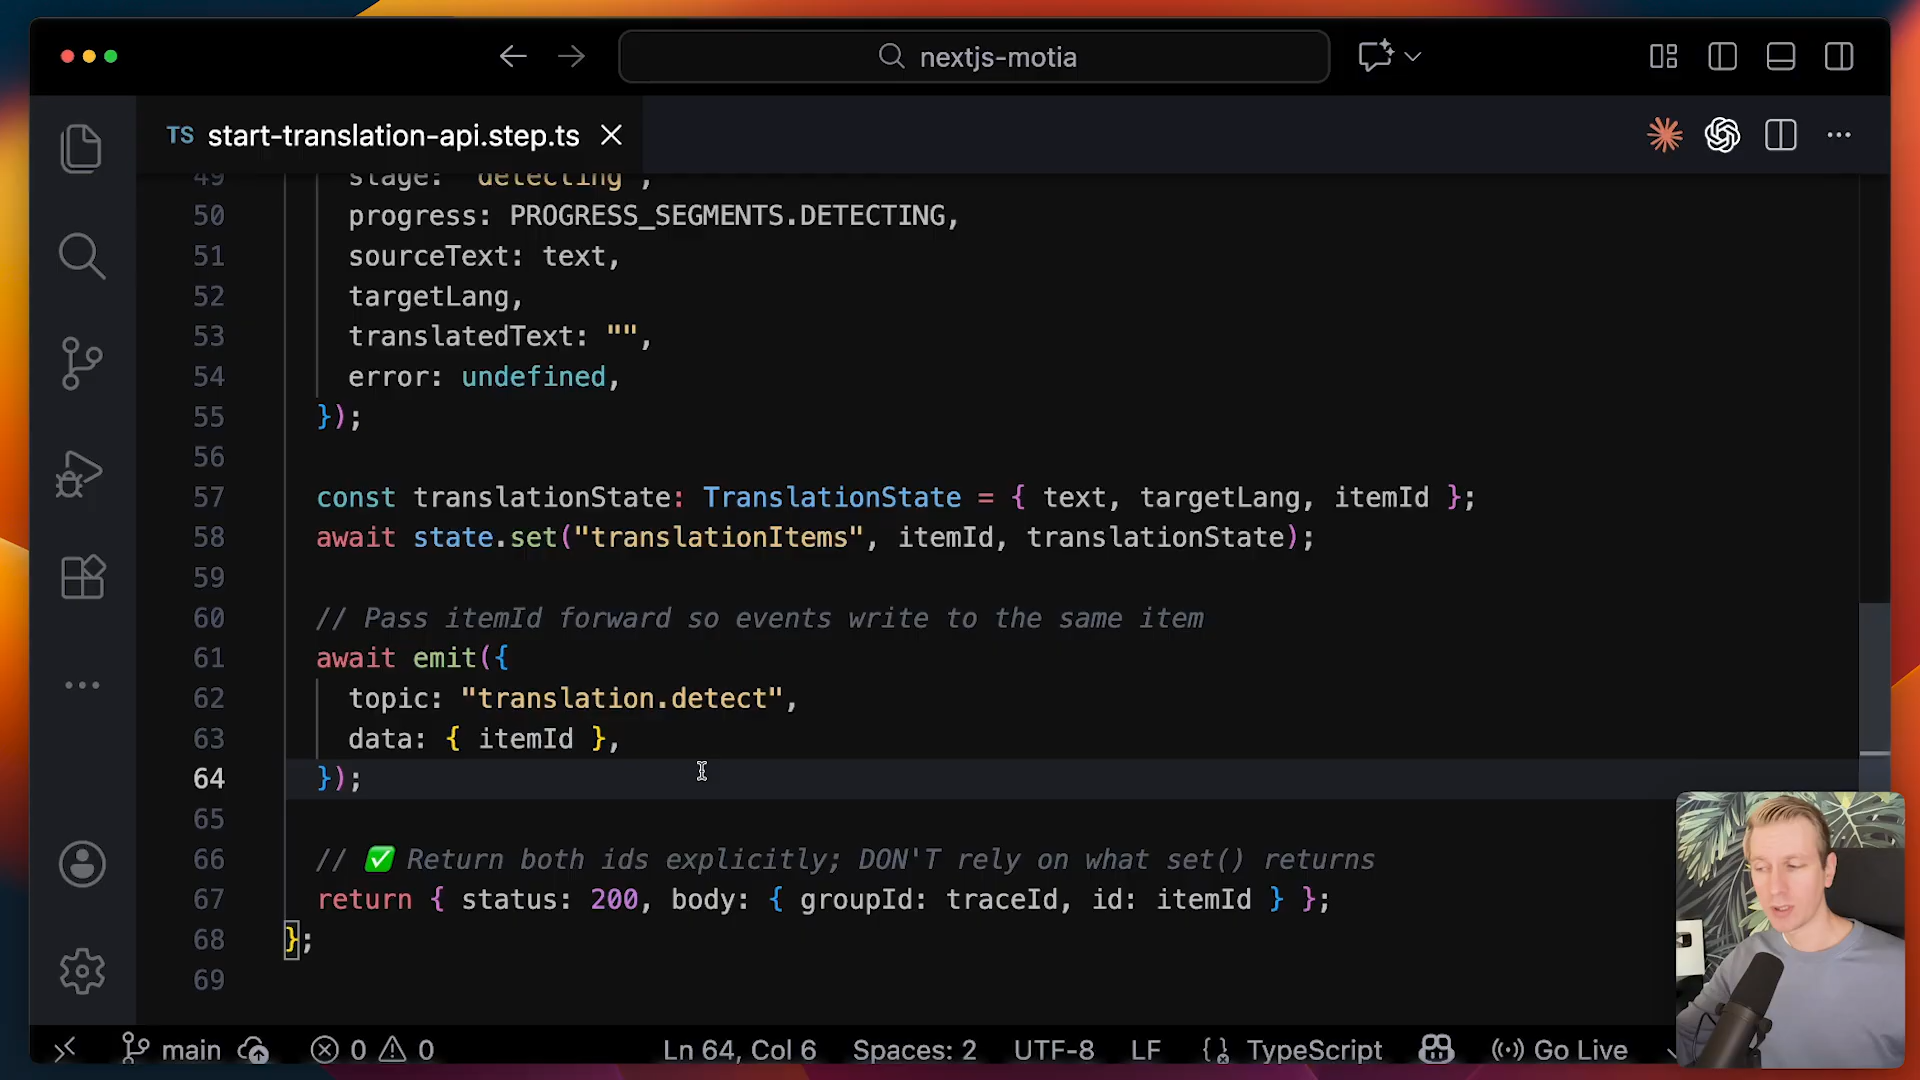 nextjs-motia
TS start-translation-api.step.ts
49 stage: "detecting",
50 progress: PROGRESS_SEGMENTS.DETECTING,
51 sourceText: text,
52 targetLang,
53 translatedText: "",
54 error: undefined,
55 });
56
57 const translationState: TranslationState = { text, targetLang, itemId };
58 await state.set("translationItems", itemId, translationState);
59
60 // Pass itemId forward so events write to the same item
61 await emit({
62 topic: "translation.detect",
63 data: { itemId },
64 });
65
66 // ✅ Return both ids explicitly; DON'T rely on what set() returns
67 return { status: 200, body: { groupId: traceId, id: itemId } };
68 };
69
main 0 0 Ln 64, Col 6 Spaces: 2 UTF-8 LF {} TypeScript Go Live